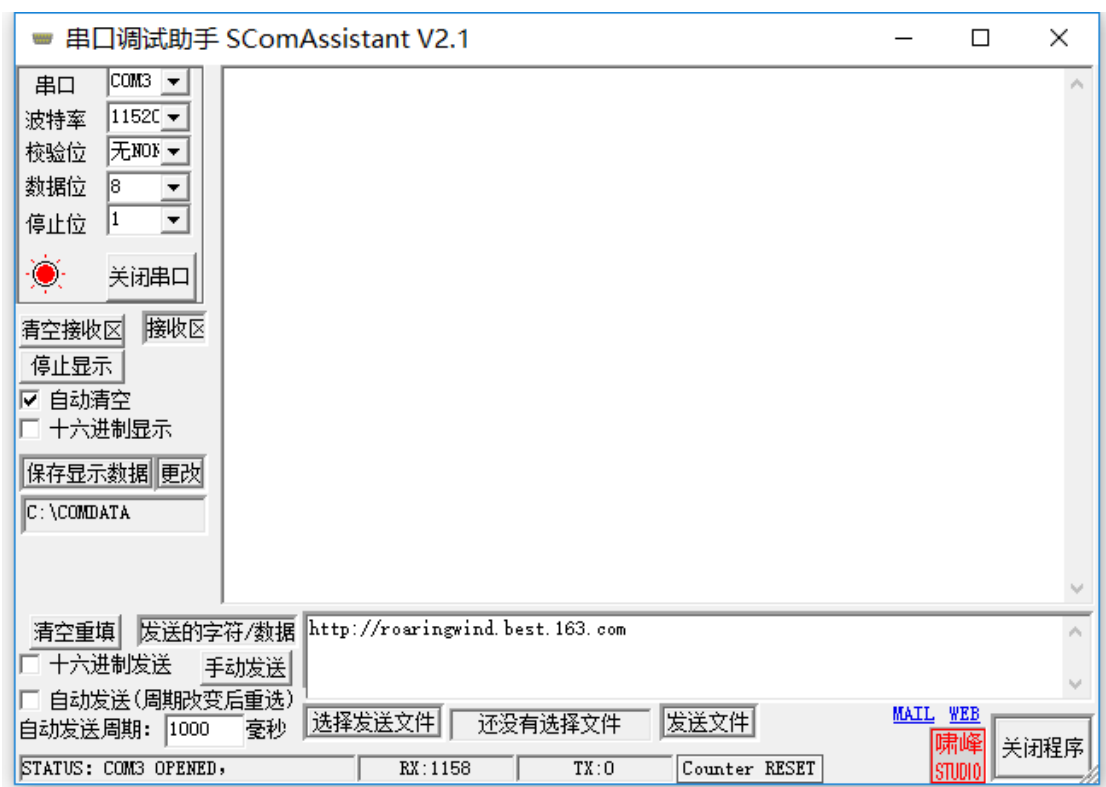 串口调试助手 SComAssistant V2.1
串口 COM3
波特率 11520
校验位 无NON
数据位 8
停止位 1
关闭串口
清空接收区 接收区
停止显示
自动清空
十六进制显示
保存显示数据 更改
C:\COMDATA
清空重填 发送的字符/数据 http://roaringwind.best.163.com
十六进制发送 手动发送
自动发送(周期改变后重选)
自动发送周期: 1000 毫秒 选择发送文件 还没有选择文件 发送文件 MAIL WEB
啸峰 STUDIO 关闭程序
STATUS: COM3 OPENED, RX:1158 TX:0 Counter RESET